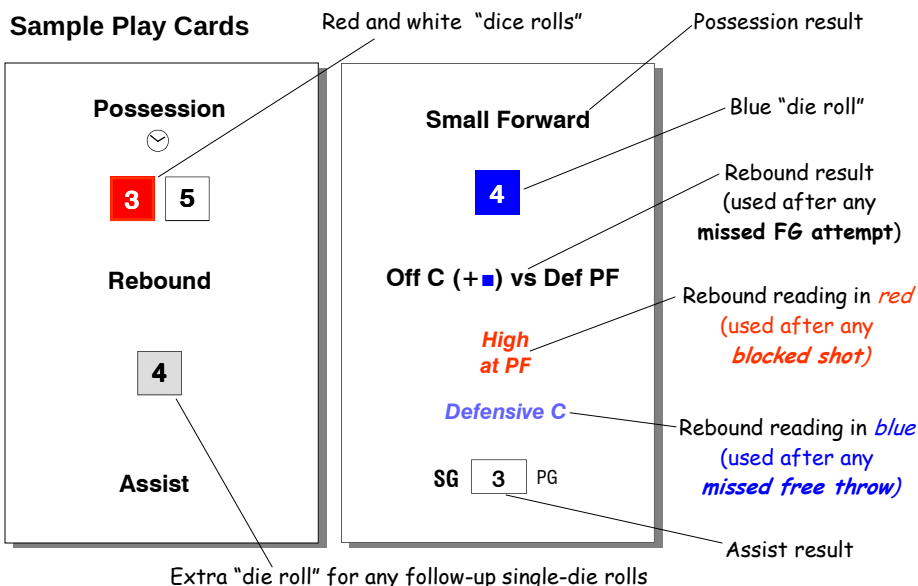 Sample Play Cards
Red and white “dice rolls”
Possession result
Possession
3 5
Rebound
4
Assist
Small Forward
4
Off C (+■) vs Def PF
High
at PF
Defensive C
SG 3 PG
Blue “die roll”
Rebound result
(used after any
missed FG attempt)
Rebound reading in red
(used after any
blocked shot)
Rebound reading in blue
(used after any
missed free throw)
Assist result
Extra “die roll” for any follow-up single-die rolls